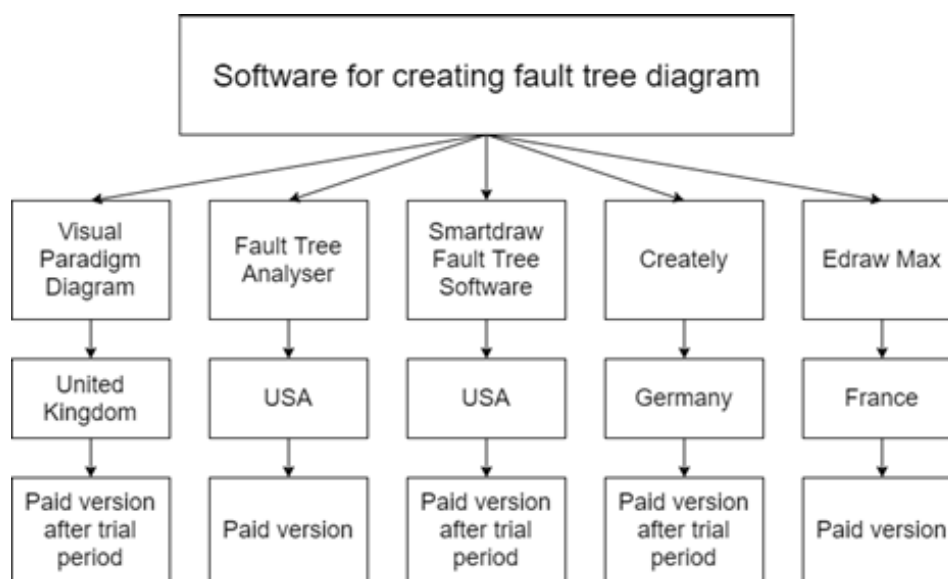 Software for creating fault tree diagram
Visual
Paradigm
Diagram
Fault Tree
Analyser
Smartdraw
Fault Tree
Software
Creately
Edraw Max
United
Kingdom
USA
USA
Germany
France
Paid version
after trial
period
Paid version
Paid version
after trial
period
Paid version
after trial
period
Paid version